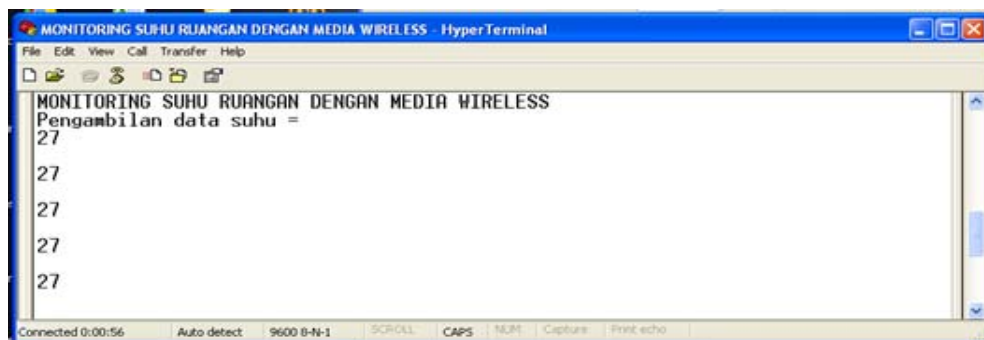 MONITORING SUHU RUANGAN DENGAN MEDIA WIRELESS - HyperTerminal
File Edit View Call Transfer Help
MONITORING SUHU RUANGAN DENGAN MEDIA WIRELESS
Pengambilan data suhu =
27
27
27
27
27
Connected 0:00:56 Auto detect 9600 8-N-1 SCROLL CAPS NUM Capture Print echo